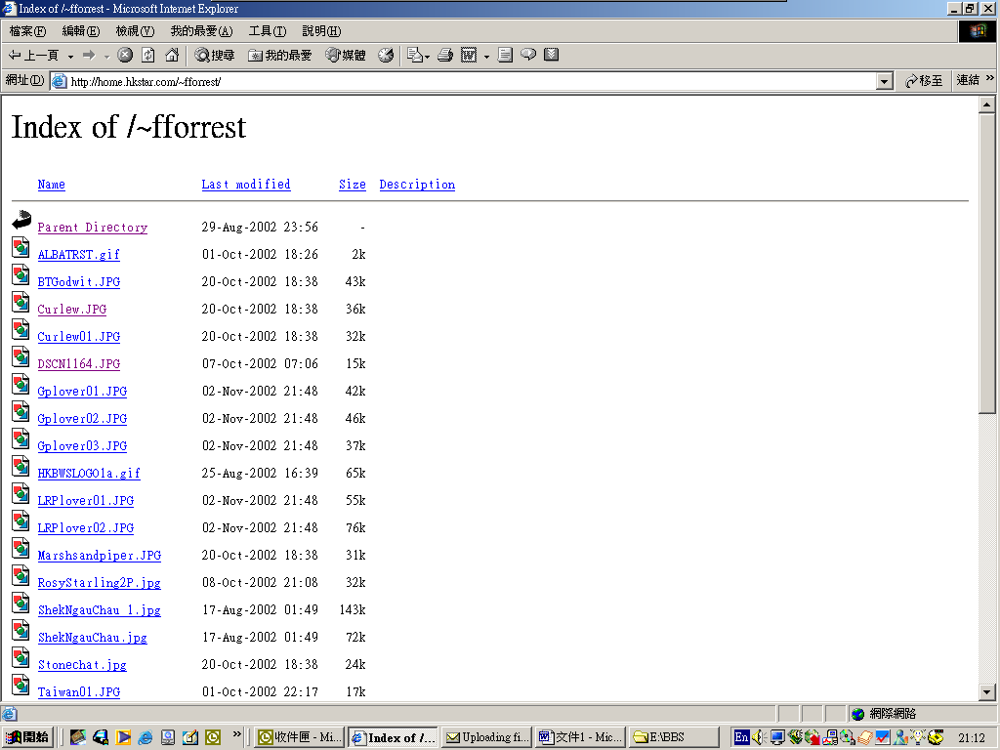 Index of /~fforrest - Microsoft Internet Explorer
檔案(F) 編輯(E) 檢視(V) 我的最愛(A) 工具(T) 說明(H)
上一頁 搜尋 我的最愛 媒體
網址(D) http://home.hkstar.com/~fforrest/ 移至 連結 »
Index of /~fforrest
Name Last modified Size Description
Parent Directory 29-Aug-2002 23:56 -
ALBATRST.gif 01-Oct-2002 18:26 2k
BTGodwit.JPG 20-Oct-2002 18:38 43k
Curlew.JPG 20-Oct-2002 18:38 36k
Curlew01.JPG 20-Oct-2002 18:38 32k
DSCN1164.JPG 07-Oct-2002 07:06 15k
Gplover01.JPG 02-Nov-2002 21:48 42k
Gplover02.JPG 02-Nov-2002 21:48 46k
Gplover03.JPG 02-Nov-2002 21:48 37k
HKBWSLOGO1a.gif 25-Aug-2002 16:39 65k
LRPlover01.JPG 02-Nov-2002 21:48 55k
LRPlover02.JPG 02-Nov-2002 21:48 76k
Marshsandpiper.JPG 20-Oct-2002 18:38 31k
RosyStarling2P.jpg 08-Oct-2002 21:08 32k
ShekNgauChau 1.jpg 17-Aug-2002 01:49 143k
ShekNgauChau.jpg 17-Aug-2002 01:49 72k
Stonechat.jpg 20-Oct-2002 18:38 24k
Taiwan01.JPG 01-Oct-2002 22:17 17k
網際網路
開始 » 收件匣 - Mi... Index of /... Uploading fi... 文件1 - Mic... E:\BBS En 21:12